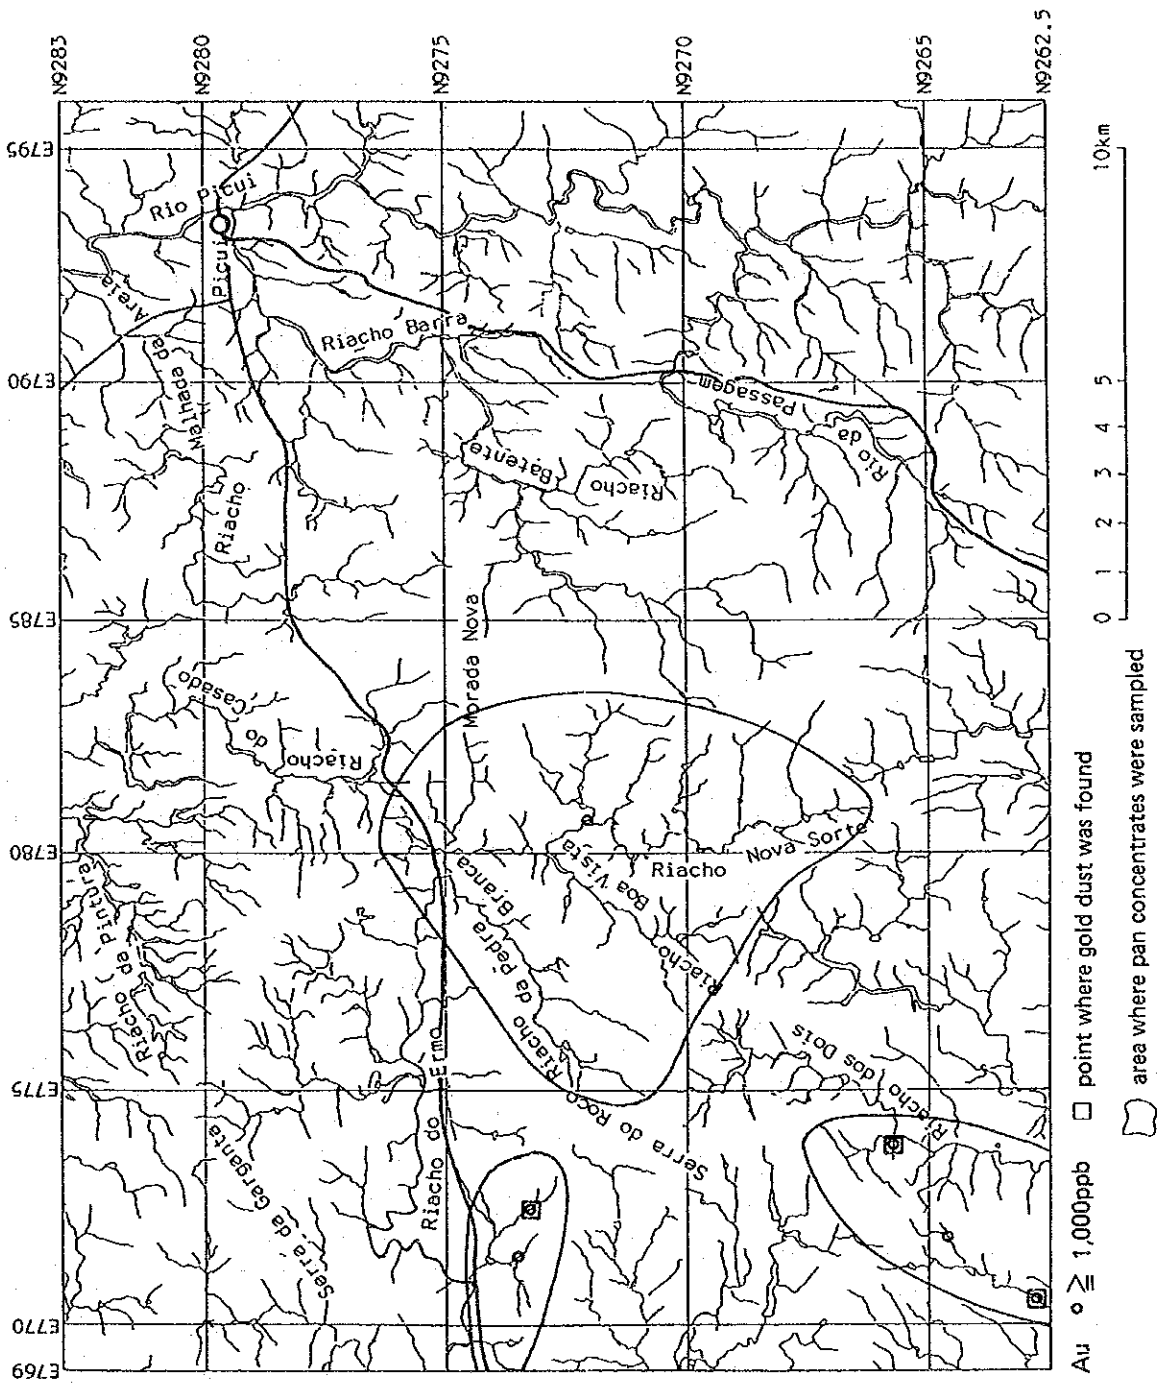 N9283
N9280
N9275
N9270
N9265
N9262.5
E795
E790
E785
E780
E775
E770
E769
Rio Picui
Picui
Areia
Malhada da
Riacho
Riacho Barra
Passagem
Rio da
Batente
Riacho
Morada Nova
Casado
do
Riacho
Riacho da Pintura
Riacho da Pedra Branca
Boa Vista
Riacho
Riacho
Nova Sorte
Riacho do Ermo
Serra do Roco
Serra da Garganta
Riacho dos Dois
0 1 2 3 4 5 10km
Au o ≧ 1,000ppb
point where gold dust was found
area where pan concentrates were sampled